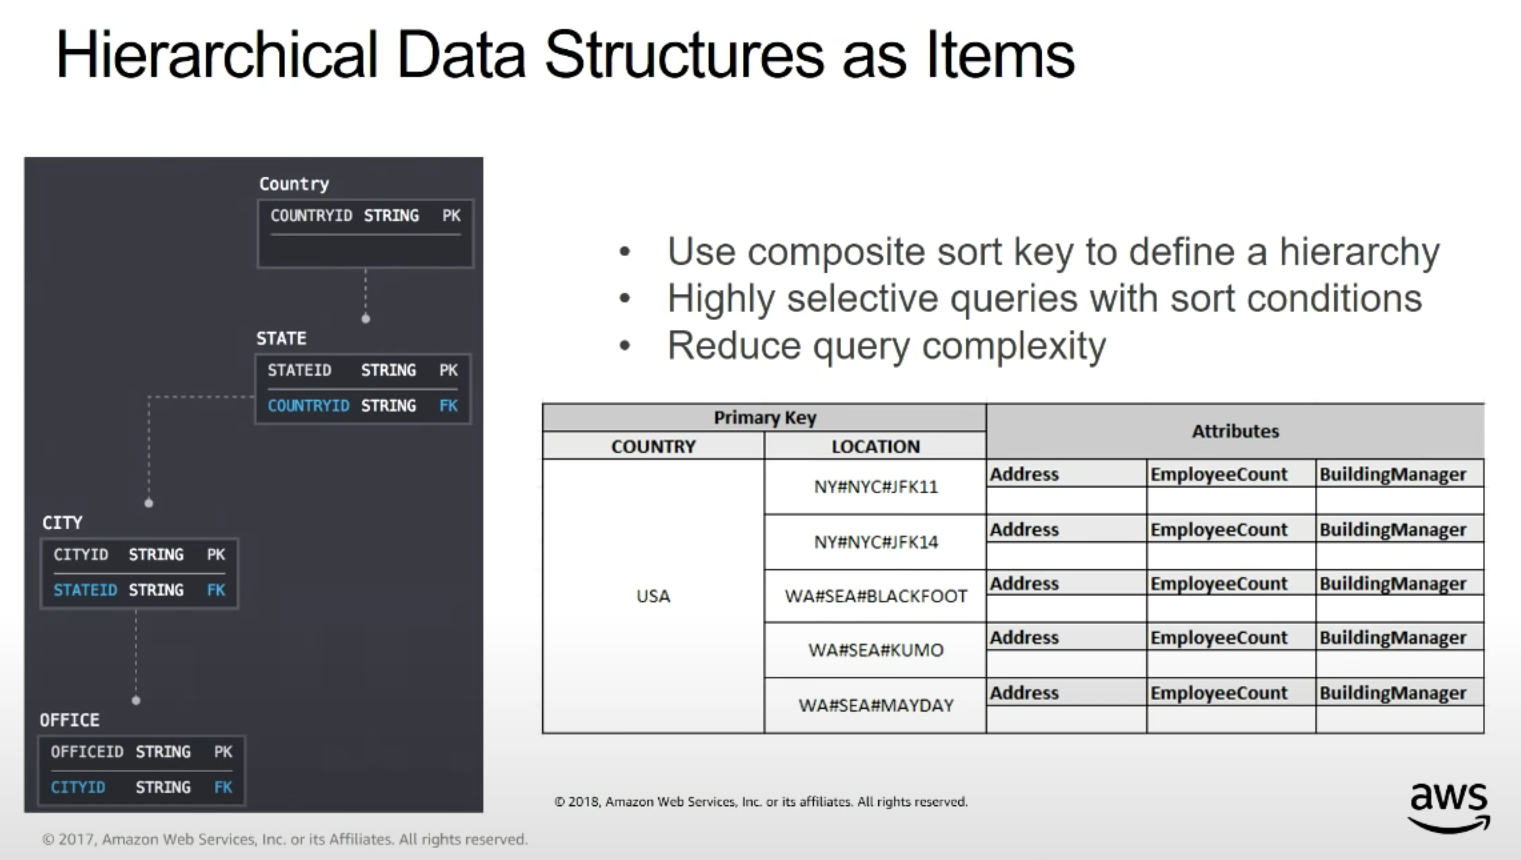 Hierarchical Data Structures as Items
Country
COUNTRYID STRING PK
STATE
STATEID STRING PK
COUNTRYID STRING FK
CITY
CITYID STRING PK
STATEID STRING FK
OFFICE
OFFICEID STRING PK
CITYID STRING FK
• Use composite sort key to define a hierarchy
• Highly selective queries with sort conditions
• Reduce query complexity
Primary Key Attributes
COUNTRY LOCATION
USA
NY#NYC#JFK11 Address EmployeeCount BuildingManager
NY#NYC#JFK14 Address EmployeeCount BuildingManager
WA#SEA#BLACKFOOT Address EmployeeCount BuildingManager
WA#SEA#KUMO Address EmployeeCount BuildingManager
WA#SEA#MAYDAY Address EmployeeCount BuildingManager
© 2018, Amazon Web Services, Inc. or its affiliates. All rights reserved.
aws
© 2017, Amazon Web Services, Inc. or its Affiliates. All rights reserved.